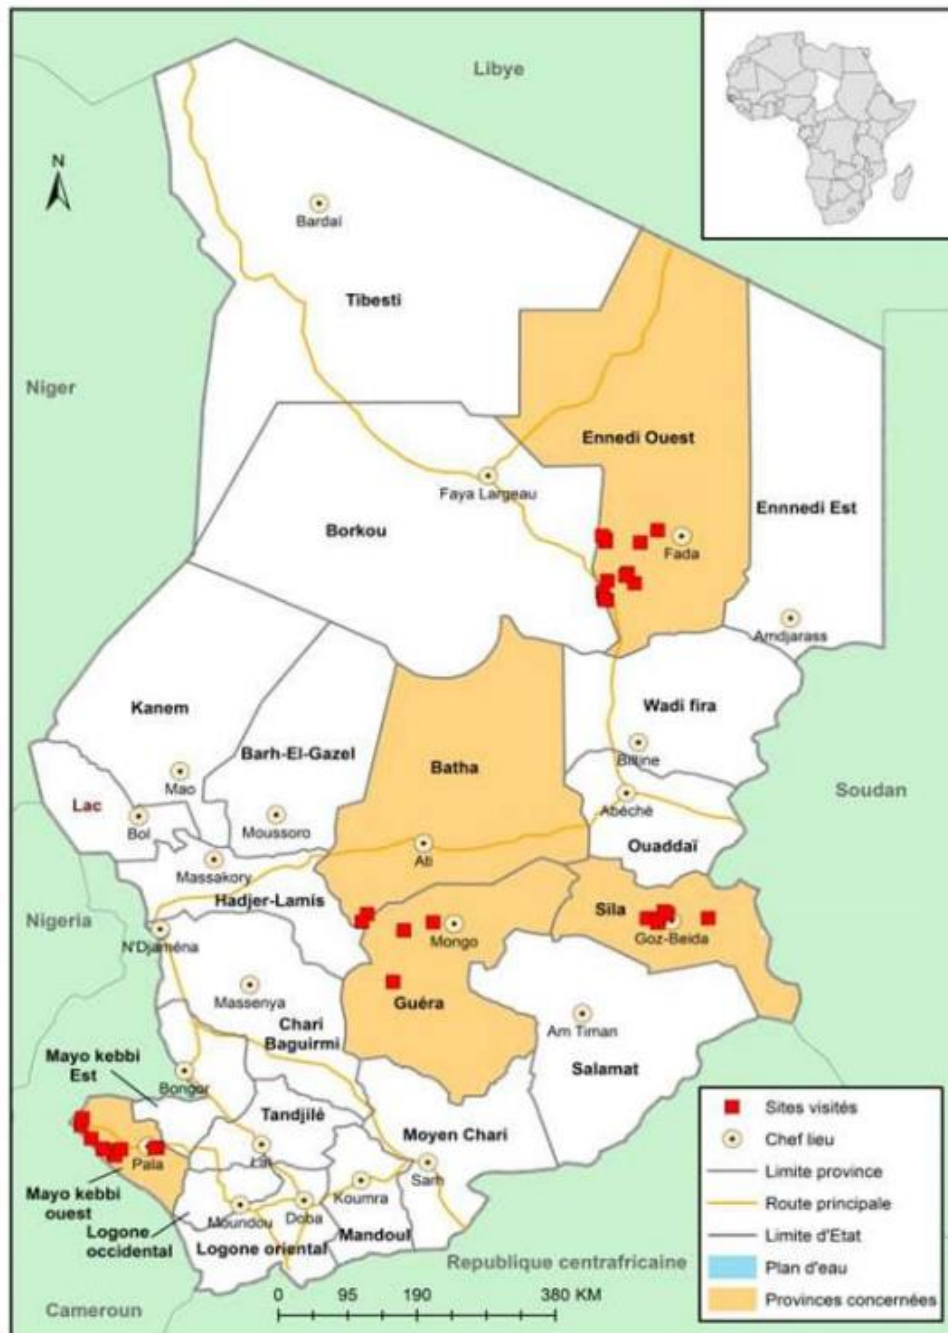 Libye
N
Bardaï
Tibesti
Niger
Ennedi Ouest
Faya Largeau
Ennnedi Est
Borkou
Fada
Amdjarass
Kanem
Wadi fira
Barh-El-Gazel
Batha
Biltine
Mao
Soudan
Lac
Abéché
Bol
Moussoro
Ouaddaï
Ati
Massakory
Hadjer-Lamis
Sila
Nigeria
N'Djaména
Mongo
Goz-Beida
Massenya
Guéra
Am Timan
Chari
Baguirmi
Mayo kebbi
Est
Salamat
Bongor
Tandjilé
Moyen Chari
Pala
Laï
Sarh
Mayo kebbi
ouest
Koumra
Moundou
Doba
Logone
occidental
Mandoul
Logone oriental
Republique centrafricaine
Cameroun
0 95 190 380 KM
Sites visités
Chef lieu
Limite province
Route principale
Limite d'Etat
Plan d'eau
Provinces concernées